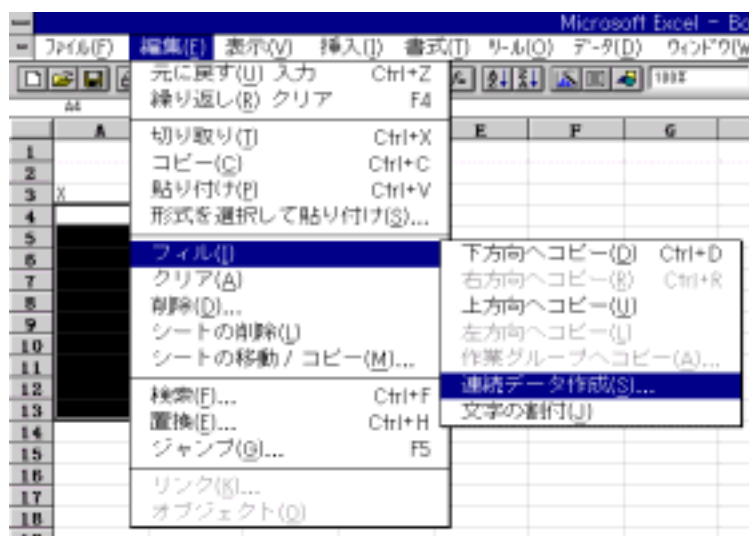 Microsoft Excel - Bo
ﾌｧｲﾙ(F) 編集(E) 表示(V) 挿入(I) 書式(T) ﾂｰﾙ(O) ﾃﾞｰﾀ(D) ｳｨﾝﾄﾞｳ(W
100%
A4
元に戻す(U) 入力 Ctrl+Z
繰り返し(R) クリア F4
切り取り(T) Ctrl+X
コピー(C) Ctrl+C
貼り付け(P) Ctrl+V
形式を選択して貼り付け(S)...
フィル(I)
クリア(A)
削除(D)...
シートの削除(L)
シートの移動 / コピー(M)...
検索(F)... Ctrl+F
置換(E)... Ctrl+H
ジャンプ(G)... F5
リンク(K)...
オブジェクト(O)
下方向へコピー(D) Ctrl+D
右方向へコピー(R) Ctrl+R
上方向へコピー(U)
左方向へコピー(L)
作業グループへコピー(A)...
連続データ作成(S)...
文字の割付(J)
A E F G
1
2
3 X
4
5
6
7
8
9
10
11
12
13
14
15
16
17
18